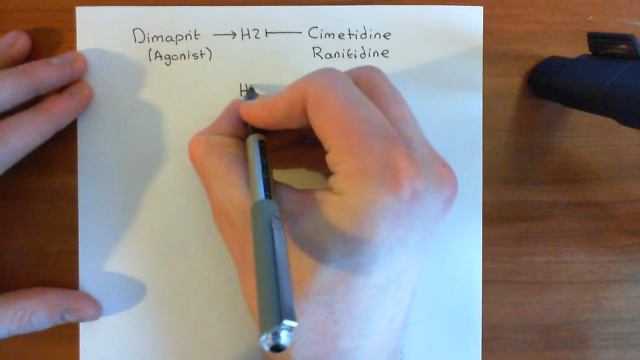 Dimaprit → H2 ⊢ Cimetidine
(Agonist) Ranitidine
H